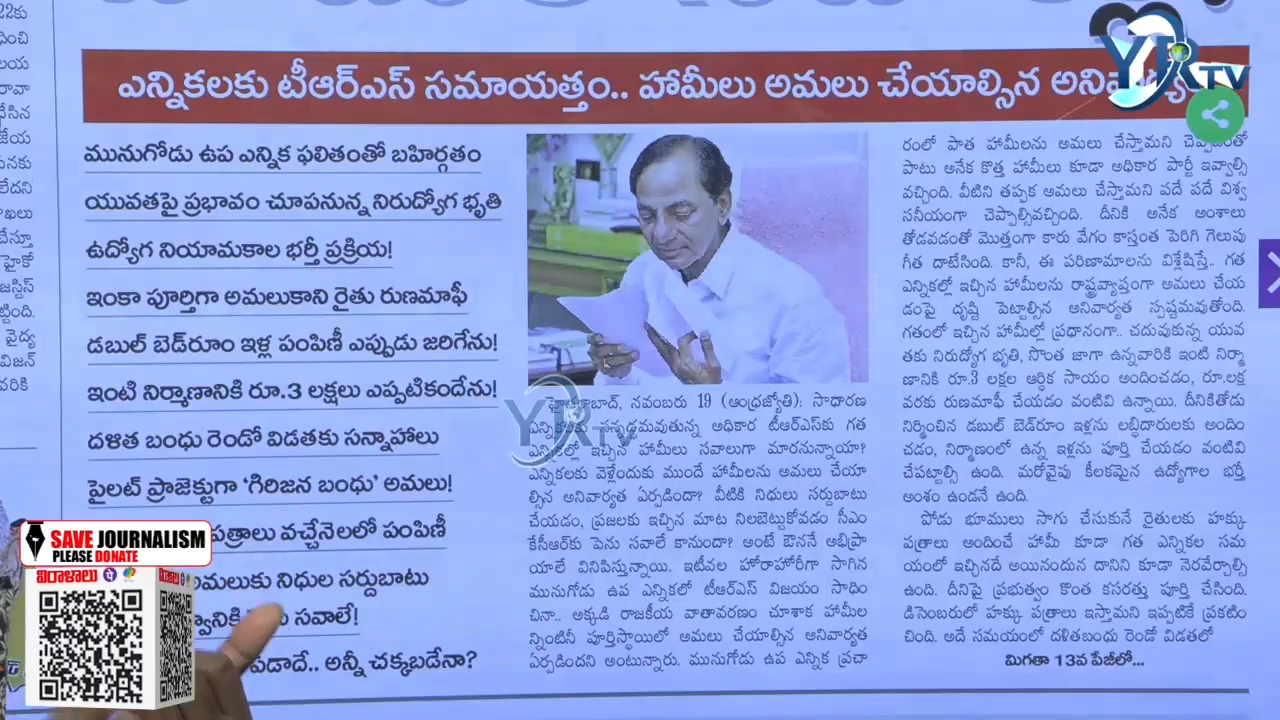 22కు
ఎన్నికలకు టీఆర్ఎస్ సమాయత్తం.. హామీలు అమలు చేయాల్సిన
YR TV
మునుగోడు ఉప ఎన్నిక ఫలితంతో బహిర్గతం
యువతపై ప్రభావం చూపనున్న నిరుద్యోగ భృతి
ఉద్యోగ నియామకాల భర్తీ ప్రక్రియ!
ఇంకా పూర్తిగా అమలుకాని రైతు రుణమాఫీ
డబుల్ బెడ్‌రూం ఇళ్ల పంపిణీ ఎప్పుడు జరిగేను!
ఇంటి నిర్మాణానికి రూ.3 లక్షలు ఎప్పటికందేను!
దళిత బంధు రెండో విడతకు సన్నాహాలు
పైలట్ ప్రాజెక్టుగా ‘గిరిజన బంధు’ అమలు!
పత్రాలు వచ్చేనెలలో పంపిణీ
అమలుకు నిధుల సర్దుబాటు
సవాలే!
పడాదే.. అన్నీ చక్కబడేనా?
హైదరాబాద్, నవంబరు 19 (ఆంధ్రజ్యోతి): సాధారణ
ఎన్నికలకు సన్నద్ధమవుతున్న అధికార టీఆర్ఎస్‌కు గత
ఎన్నికల్లో ఇచ్చిన హామీలు సవాలుగా మారనున్నాయా?
ఎన్నికలకు వెళ్లేందుకు ముందే హామీలను అమలు చేయా
ల్సిన అనివార్యత ఏర్పడిందా? వీటికి నిధులు సర్దుబాటు
చేయడం, ప్రజలకు ఇచ్చిన మాట నిలబెట్టుకోవడం సీఎం
కేసీఆర్‌కు పెను సవాలే కానుందా? అంటే ఔననే అభిప్రా
యాలే వినిపిస్తున్నాయి. ఇటీవల హోరాహోరీగా సాగిన
మునుగోడు ఉప ఎన్నికలో టీఆర్ఎస్ విజయం సాధిం
చినా.. అక్కడి రాజకీయ వాతావరణం చూశాక హామీల
న్నింటినీ పూర్తిస్థాయిలో అమలు చేయాల్సిన అనివార్యత
ఏర్పడిందని అంటున్నారు. మునుగోడు ఉప ఎన్నిక ప్రచా
రంలో పాత హామీలను అమలు చేస్తామని చెప్పడంతో
పాటు అనేక కొత్త హామీలు కూడా అధికార పార్టీ ఇవ్వాల్సి
వచ్చింది. వీటిని తప్పక అమలు చేస్తామని పదే పదే విశ్వ
సనీయంగా చెప్పాల్సివచ్చింది. దీనికి అనేక అంశాలు
తోడవడంతో మొత్తంగా కారు వేగం కాస్తంత పెరిగి గెలుపు
గీత దాటేసింది. కానీ, ఈ పరిణామాలను విశ్లేషిస్తే.. గత
ఎన్నికల్లో ఇచ్చిన హామీలను రాష్ట్రవ్యాప్తంగా అమలు చేయ
డంపై దృష్టి పెట్టాల్సిన అనివార్యత స్పష్టమవుతోంది.
గతంలో ఇచ్చిన హామీల్లో ప్రధానంగా.. చదువుకున్న యువ
తకు నిరుద్యోగ భృతి, సొంత జాగా ఉన్నవారికి ఇంటి నిర్మా
ణానికి రూ.3 లక్షల ఆర్థిక సాయం అందించడం, రూ.లక్ష
వరకు రుణమాఫీ చేయడం వంటివి ఉన్నాయి. దీనికితోడు
నిర్మించిన డబుల్ బెడ్‌రూం ఇళ్లను లబ్ధిదారులకు అందిం
చడం, నిర్మాణంలో ఉన్న ఇళ్లను పూర్తి చేయడం వంటివి
చేపట్టాల్సి ఉంది. మరోవైపు కీలకమైన ఉద్యోగాల భర్తీ
అంశం ఉండనే ఉంది.
పోడు భూములు సాగు చేసుకునే రైతులకు హక్కు
పత్రాలు అందించే హామీ కూడా గత ఎన్నికల సమ
యంలో ఇచ్చినదే అయినందున దానిని కూడా నెరవేర్చాల్సి
ఉంది. దీనిపై ప్రభుత్వం కొంత కసరత్తు పూర్తి చేసింది.
డిసెంబరులో హక్కు పత్రాలు ఇస్తామని ఇప్పటికే ప్రకటిం
చింది. అదే సమయంలో దళితబంధు రెండో విడతలో
మిగతా 13వ పేజీలో...
SAVE JOURNALISM
PLEASE DONATE
విరాళాలు
YR TV